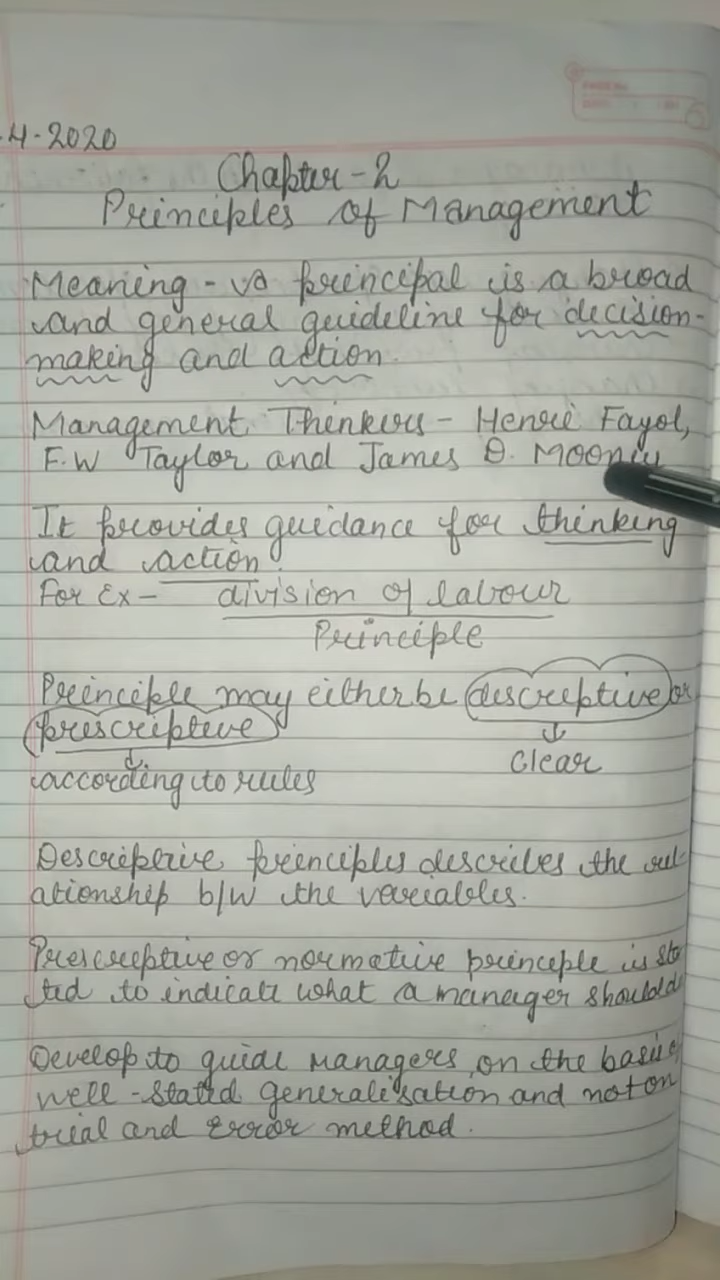 4-2020
Chapter-2
Principles of Management
Meaning - a principal is a broad
and general guideline for decision-
making and action.
Management Thinkers - Henri Fayol,
F.W Taylor and James D. Mooney
It provides guidance for thinking
and action.
For Ex - division of labour
Principle
Principle may either be descriptive or
prescriptive
Clear
according to rules
Descriptive principles describes the rel-
ationship b/w the variables.
Prescriptive or normative principle is sta
ted to indicate what a manager should d
Develop to guide managers on the basis
well-stated generalisation and not on
trial and error method.